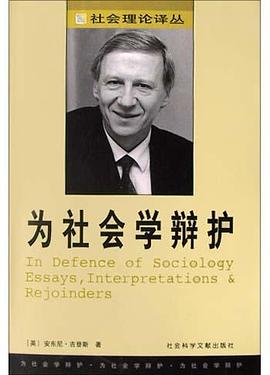 社会理论译丛
为社会学辩护
In Defence of Sociology
Essays,Interpretations &
Rejoinders
〔英〕安东尼·吉登斯 著
社会科学文献出版社
为社会学辩护·为社会学辩护·为社会学辩护